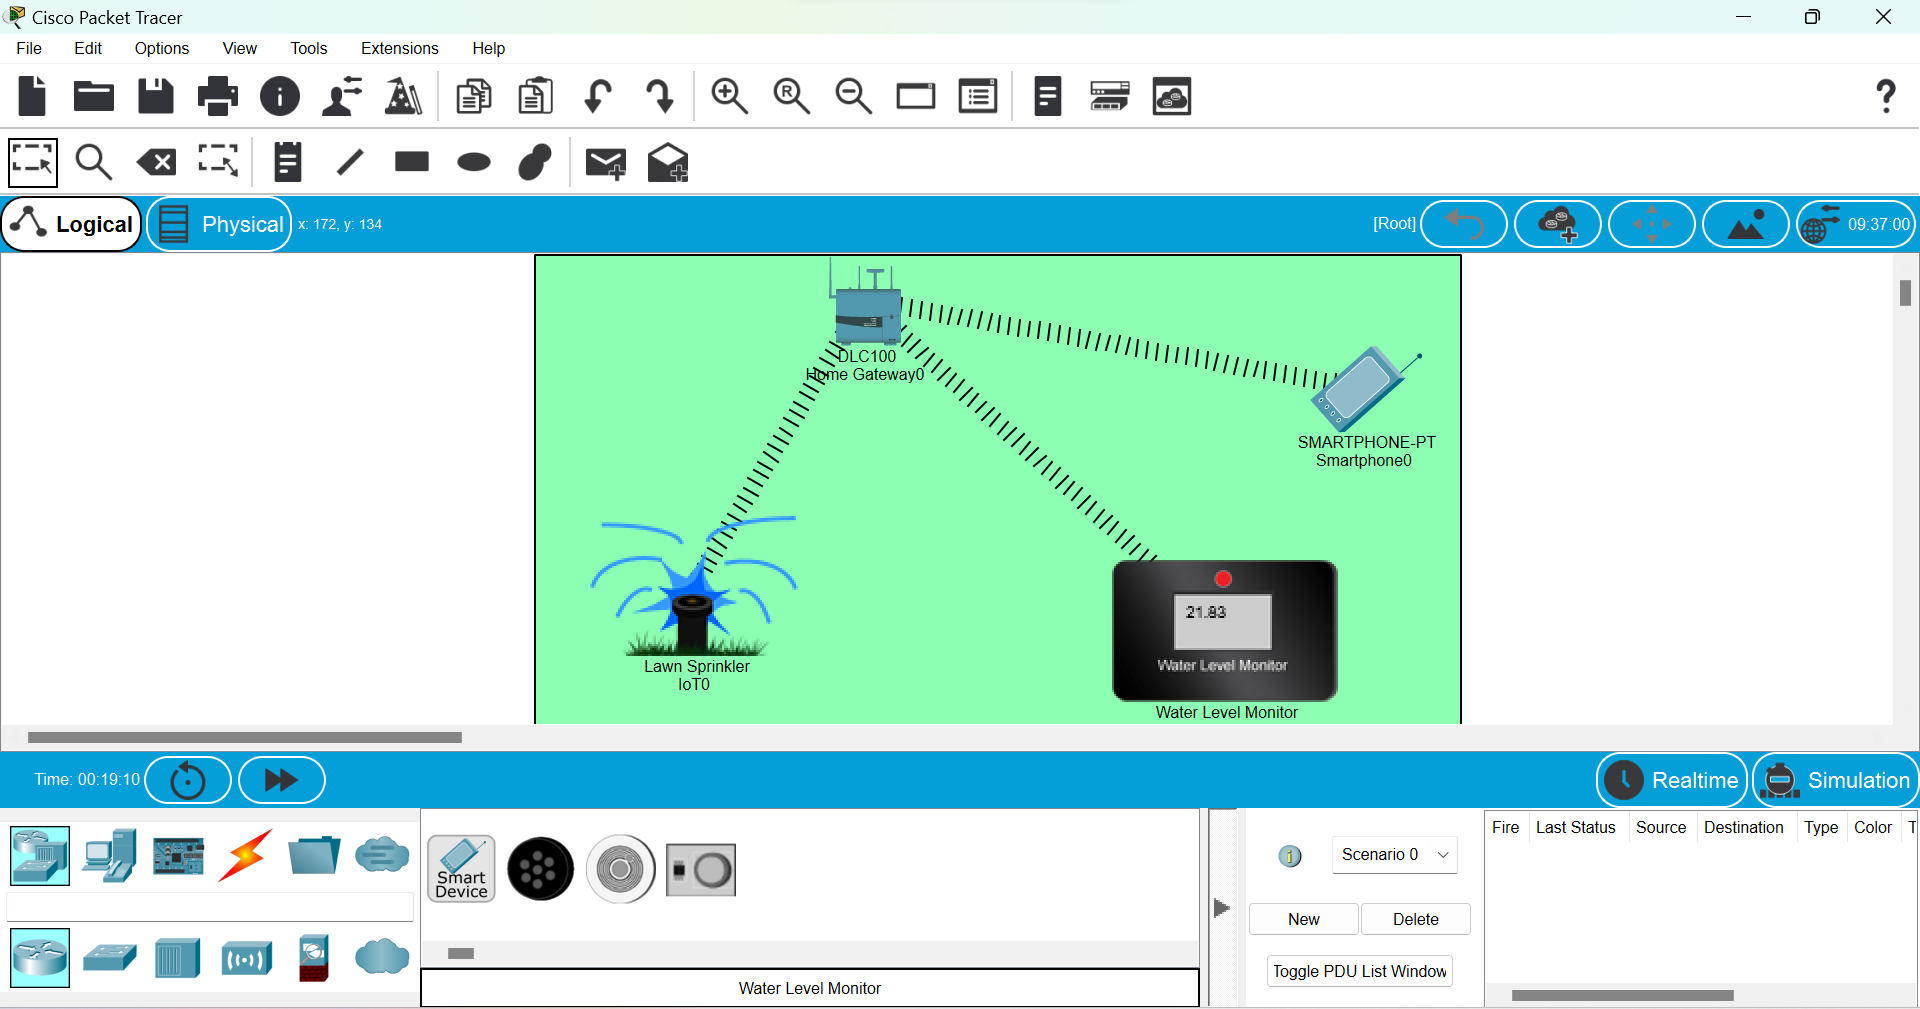 Cisco Packet Tracer
File Edit Options View Tools Extensions Help
R
?
Logical Physical x: 172, y: 134 [Root] 09:37:00
DLC100
Home Gateway0
SMARTPHONE-PT
Smartphone0
21.83
Water Level Monitor
Lawn Sprinkler
IoT0
Water Level Monitor
Time: 00:19:10 Realtime Simulation
Fire Last Status Source Destination Type Color T
Scenario 0
Smart
Device
New Delete
Toggle PDU List Window
Water Level Monitor